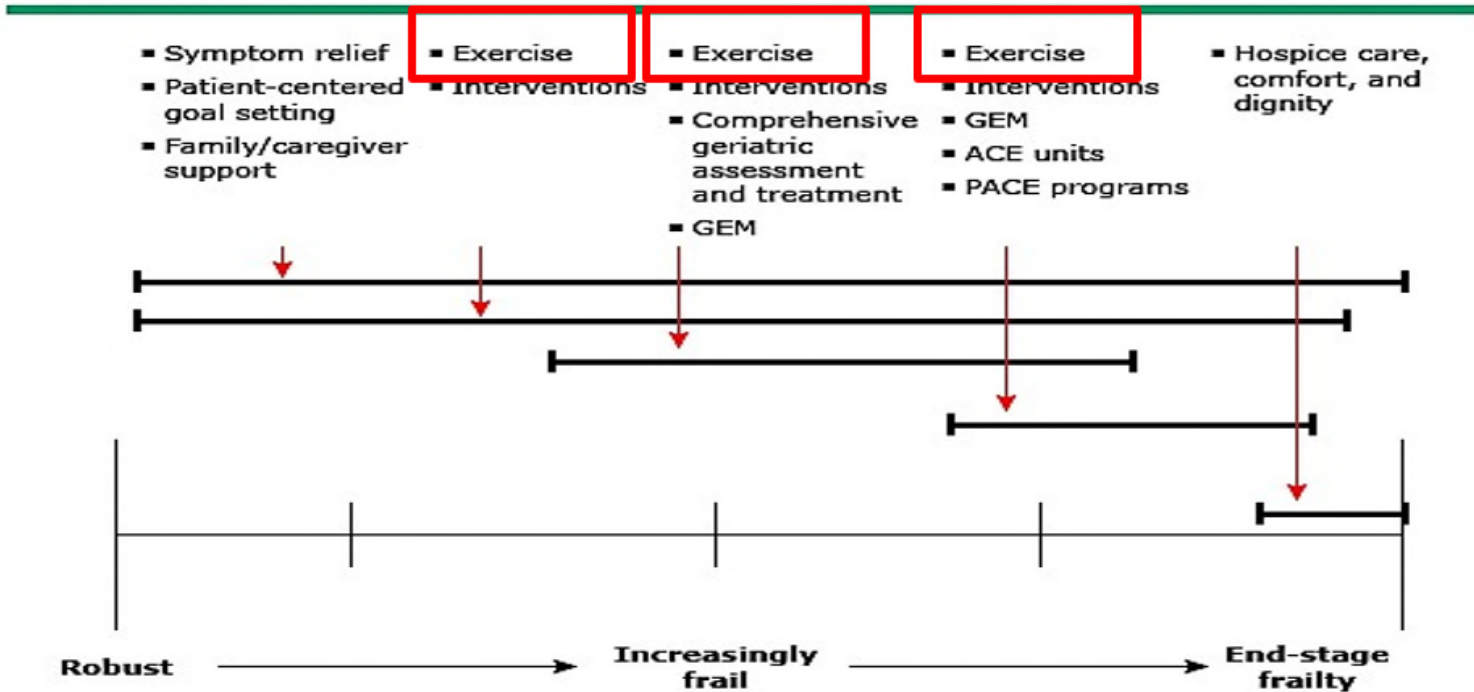 ▪ Symptom relief
▪ Patient-centered
goal setting
▪ Family/caregiver
support
▪ Exercise
▪ Interventions
▪ Exercise
▪ Interventions
▪ Comprehensive
geriatric
assessment
and treatment
▪ GEM
▪ Exercise
▪ Interventions
▪ GEM
▪ ACE units
▪ PACE programs
▪ Hospice care,
comfort, and
dignity
Robust
Increasingly
frail
End-stage
frailty